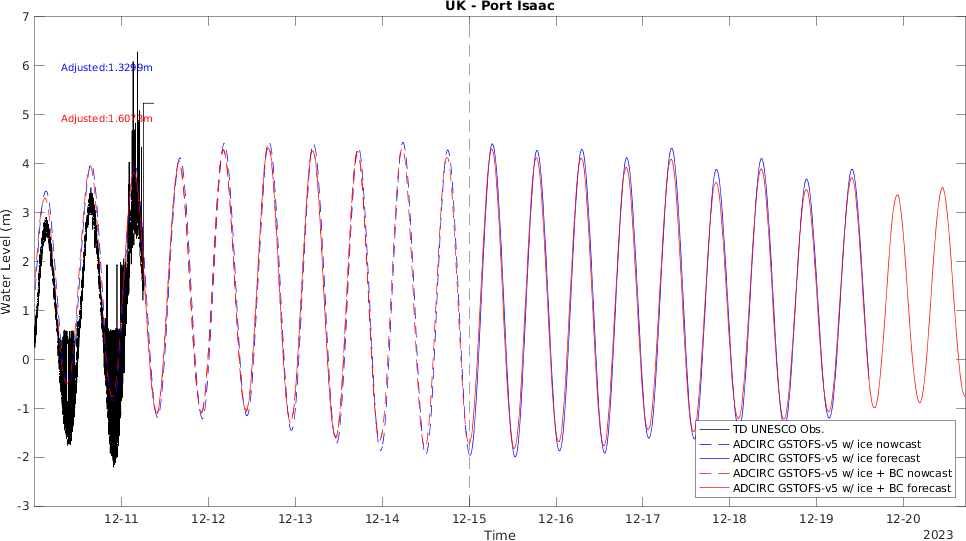 UK - Port Isaac
7
6
5
4
3
2
1
0
-1
-2
-3
Water Level (m)
Adjusted:1.3299m
Adjusted:1.6073m
TD UNESCO Obs.
ADCIRC GSTOFS-v5 w/ ice nowcast
ADCIRC GSTOFS-v5 w/ ice forecast
ADCIRC GSTOFS-v5 w/ ice + BC nowcast
ADCIRC GSTOFS-v5 w/ ice + BC forecast
12-11
12-12
12-13
12-14
12-15
12-16
12-17
12-18
12-19
12-20
Time
2023